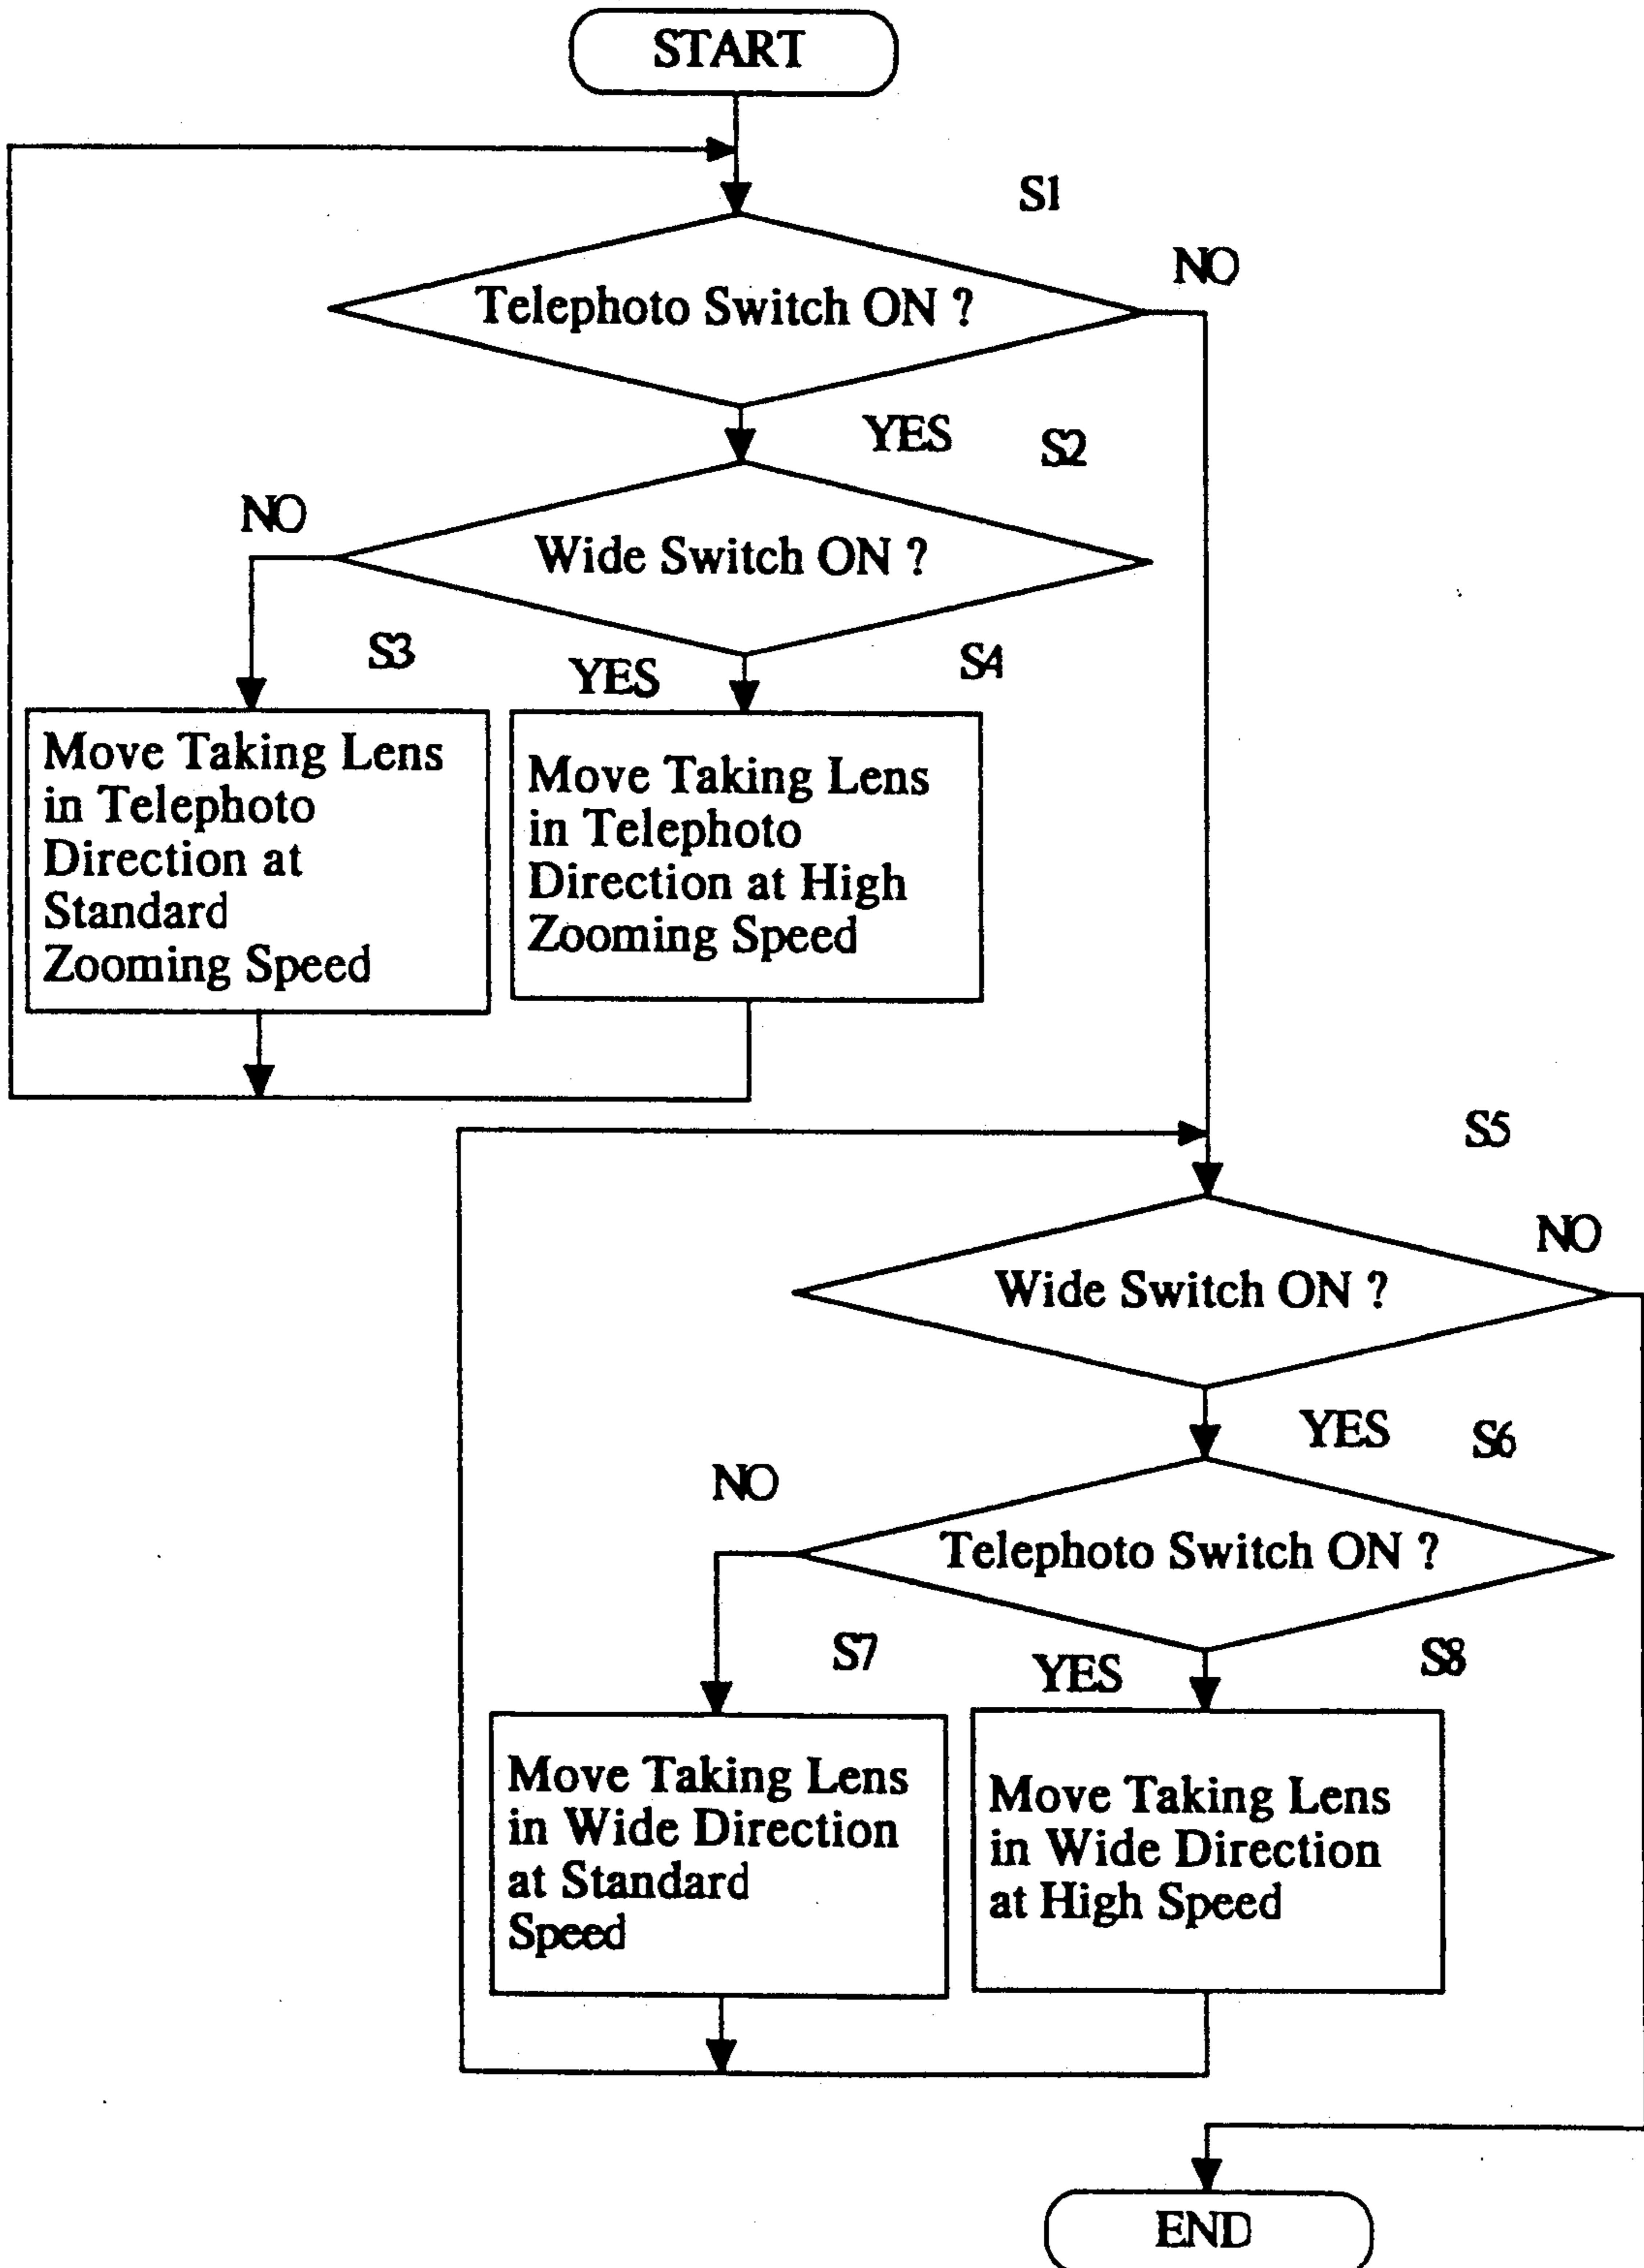 START
S1
NO
Telephoto Switch ON ?
YES
S2
NO
Wide Switch ON ?
S3
YES
S4
Move Taking Lens
in Telephoto
Direction at
Standard
Zooming Speed
Move Taking Lens
in Telephoto
Direction at High
Zooming Speed
S5
NO
Wide Switch ON ?
YES
S6
NO
Telephoto Switch ON ?
S7
YES
S8
Move Taking Lens
in Wide Direction
at Standard
Speed
Move Taking Lens
in Wide Direction
at High Speed
END